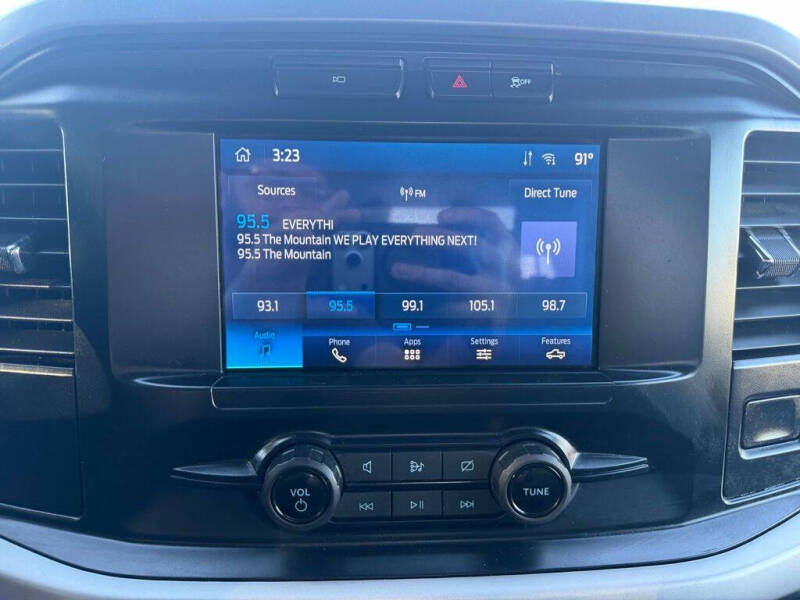 OFF
3:23
91°
Sources
FM
Direct Tune
95.5 EVERYTHI
95.5 The Mountain WE PLAY EVERYTHING NEXT!
95.5 The Mountain
93.1 95.5 99.1 105.1 98.7
Audio Phone Apps Settings Features
VOL
TUNE